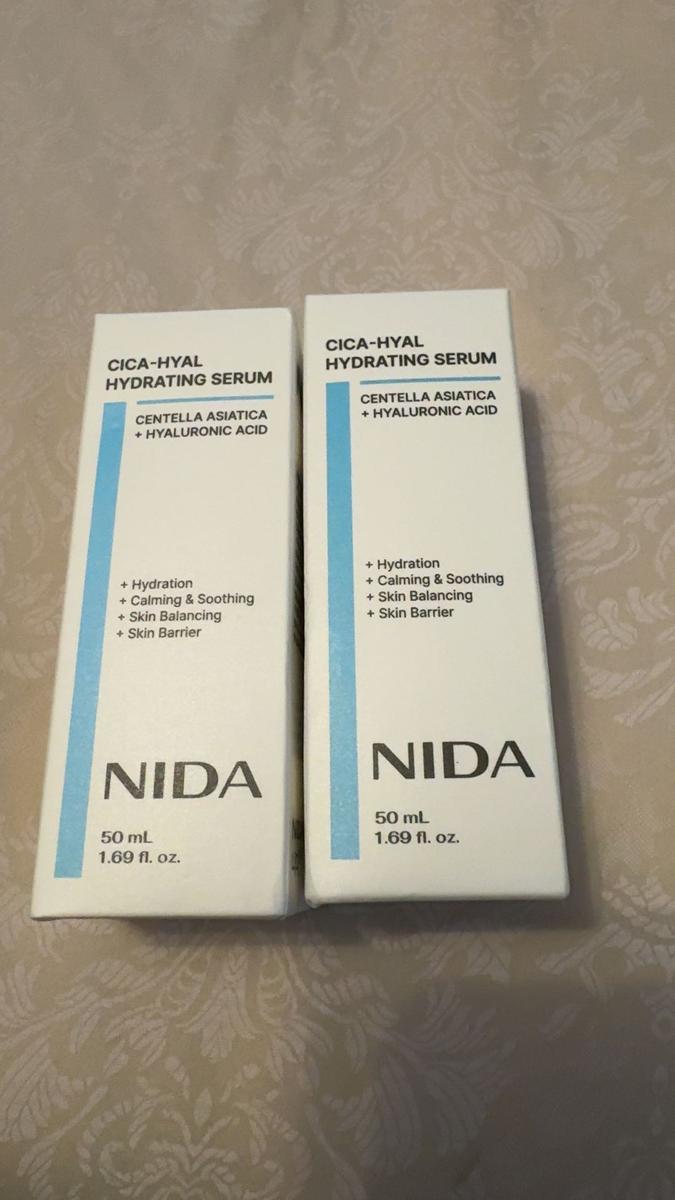 CICA-HYAL
HYDRATING SERUM
CENTELLA ASIATICA
+ HYALURONIC ACID
+ Hydration
+ Calming & Soothing
+ Skin Balancing
+ Skin Barrier
NIDA
50 mL
1.69 fl. oz.
CICA-HYAL
HYDRATING SERUM
CENTELLA ASIATICA
+ HYALURONIC ACID
+ Hydration
+ Calming & Soothing
+ Skin Balancing
+ Skin Barrier
NIDA
50 mL
1.69 fl. oz.